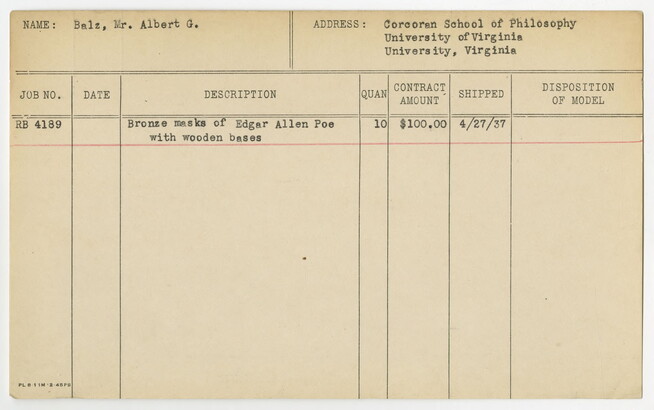 NAME: Balz, Mr. Albert G.
ADDRESS: Corcoran School of Philosophy
University of Virginia
University, Virginia
JOB NO. DATE DESCRIPTION QUAN CONTRACT AMOUNT SHIPPED DISPOSITION OF MODEL
RB 4189 Bronze masks of Edgar Allen Poe 10 $100.00 4/27/37
with wooden bases